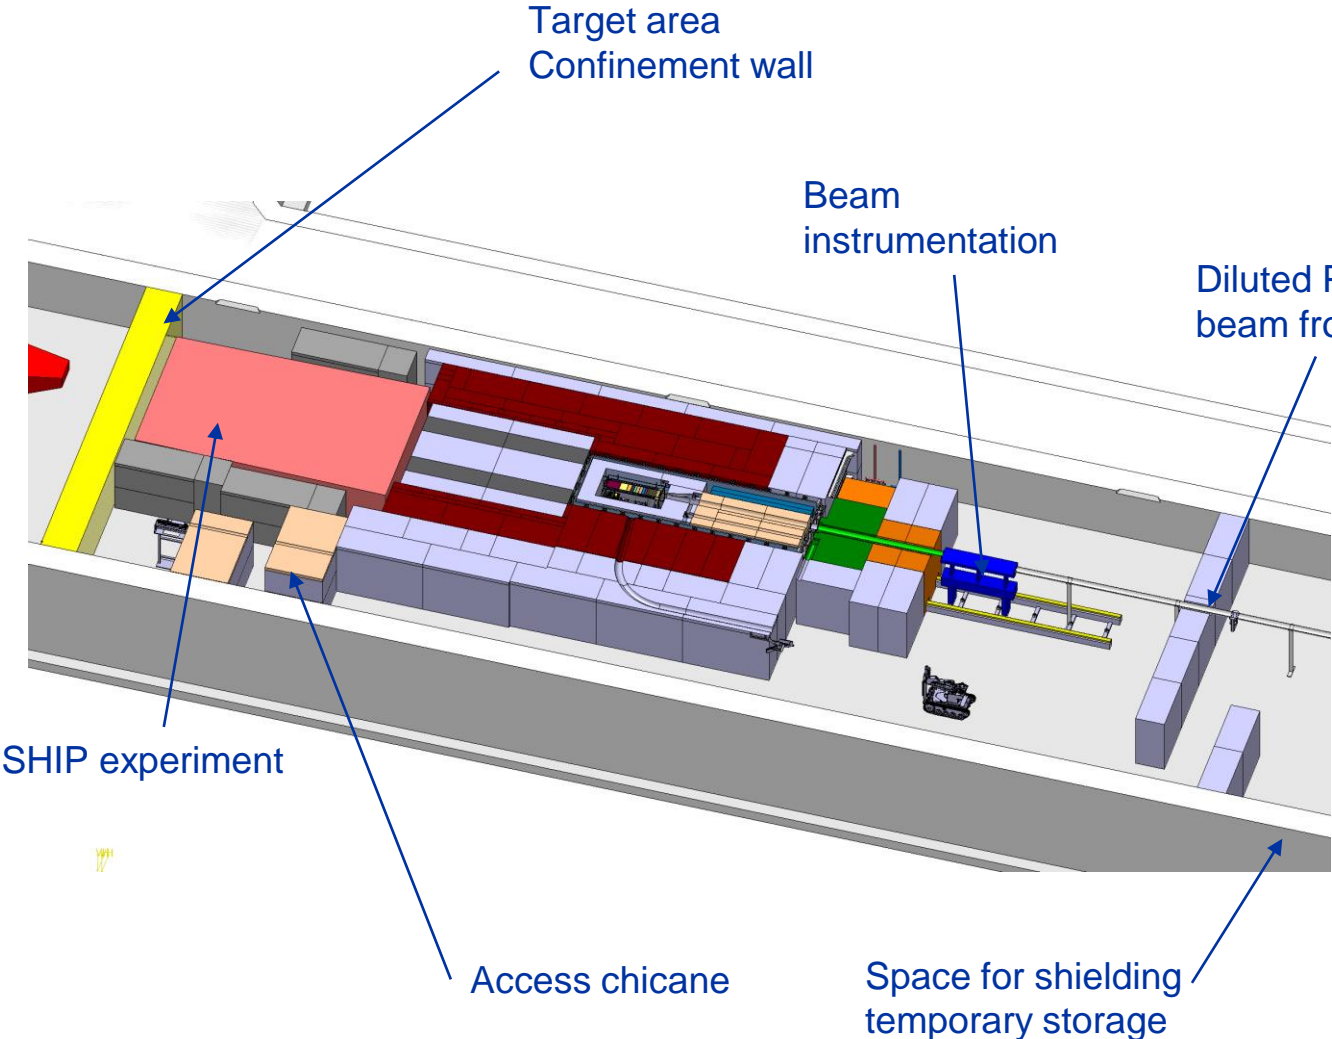 Target area
Confinement wall
Beam
instrumentation
Diluted
beam
SHIP experiment
Access chicane
Space for shielding
temporary storage